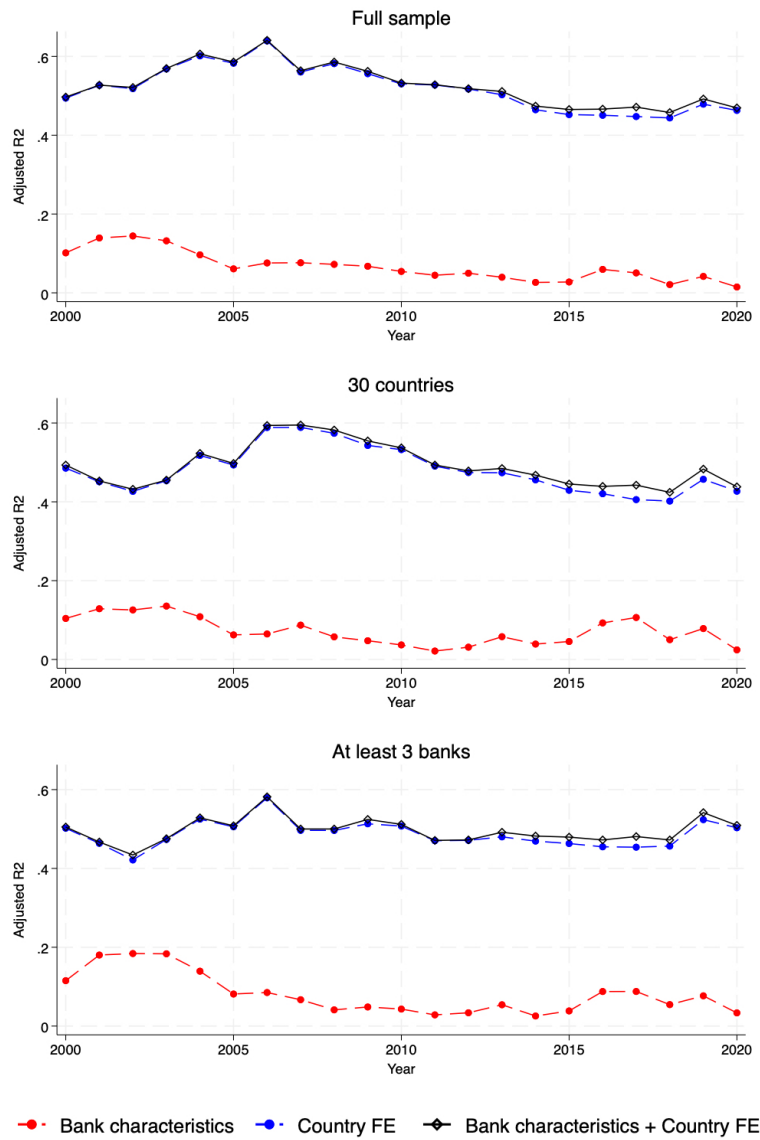 Full sample
.6
.4
.2
0
Adjusted R2
2000 2005 2010 2015 2020
Year
30 countries
.6
.4
.2
0
Adjusted R2
2000 2005 2010 2015 2020
Year
At least 3 banks
.6
.4
.2
0
Adjusted R2
2000 2005 2010 2015 2020
Year
Bank characteristics Country FE Bank characteristics + Country FE